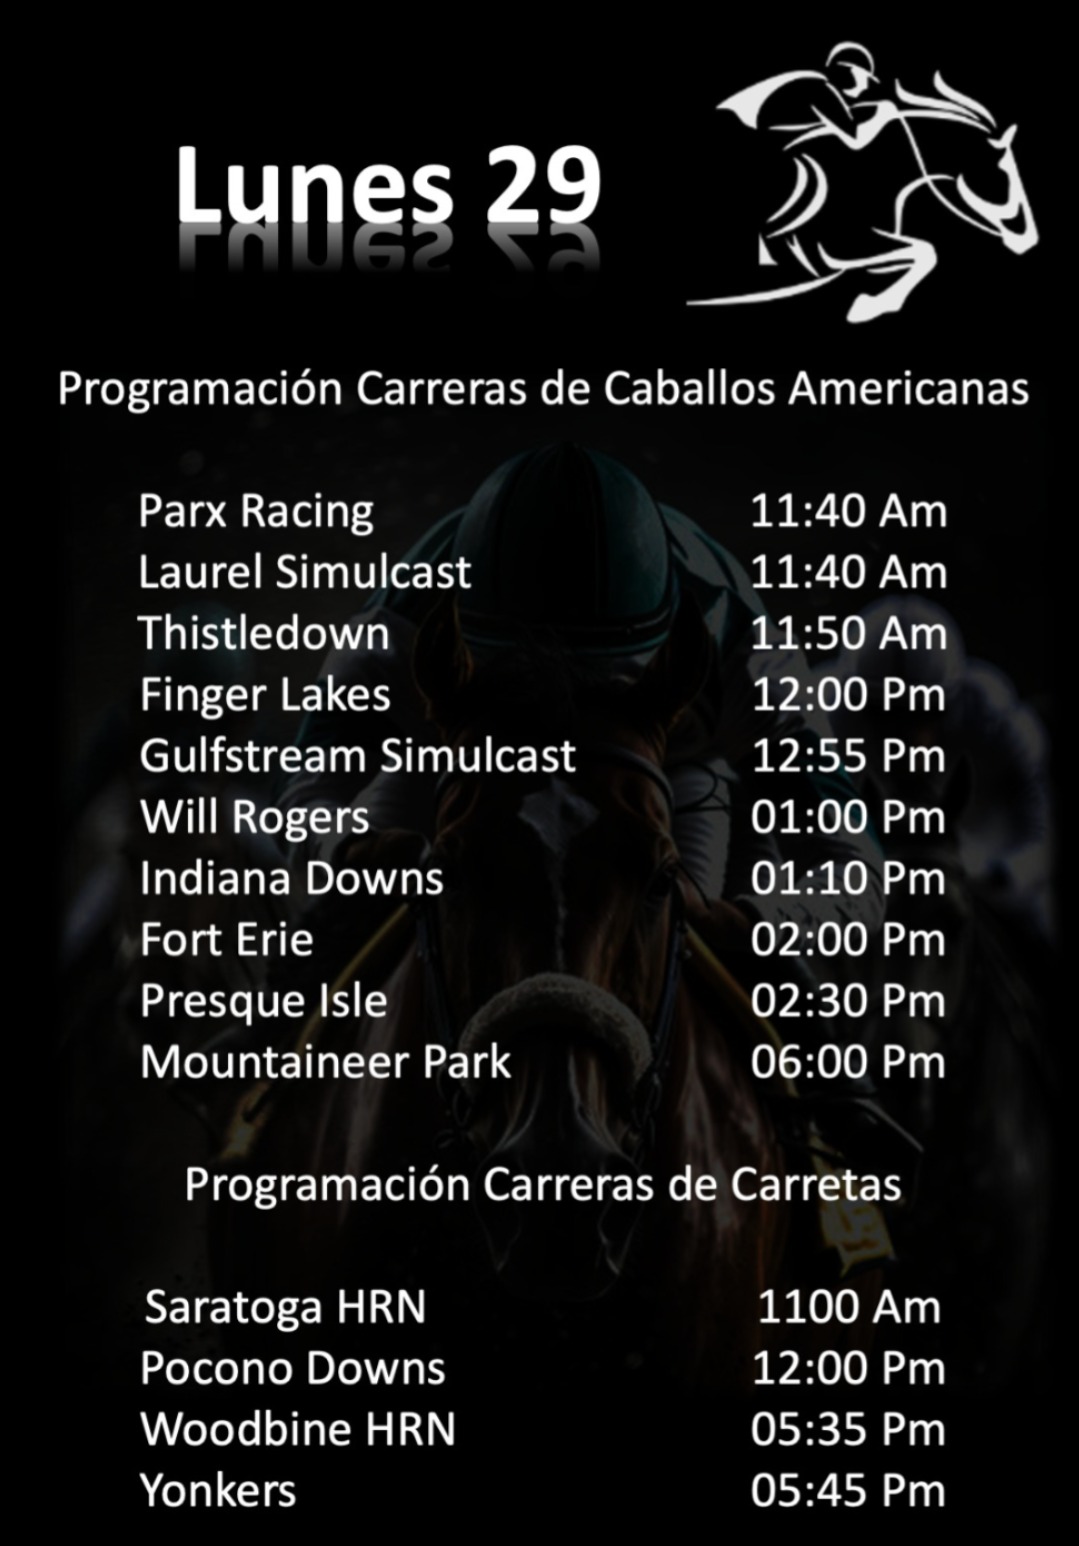 Lunes 29
Programación Carreras de Caballos Americanas
Parx Racing 11:40 Am
Laurel Simulcast 11:40 Am
Thistledown 11:50 Am
Finger Lakes 12:00 Pm
Gulfstream Simulcast 12:55 Pm
Will Rogers 01:00 Pm
Indiana Downs 01:10 Pm
Fort Erie 02:00 Pm
Presque Isle 02:30 Pm
Mountaineer Park 06:00 Pm
Programación Carreras de Carretas
Saratoga HRN 1100 Am
Pocono Downs 12:00 Pm
Woodbine HRN 05:35 Pm
Yonkers 05:45 Pm